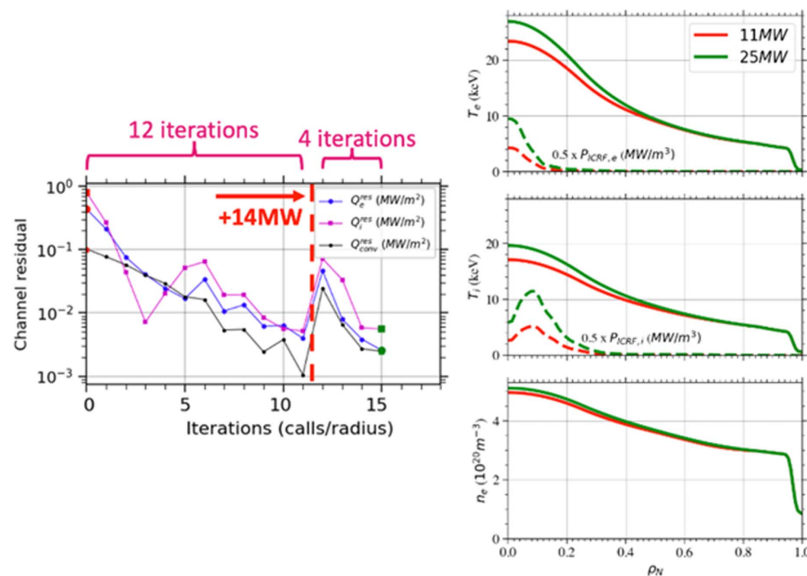 12 iterations
4 iterations
+14MW
Q_e^res (MW/m²)
Q_i^res (MW/m²)
Q_conv^res (MW/m²)
Channel residual
10⁰
10⁻¹
10⁻²
10⁻³
0 5 10 15
Iterations (calls/radius)
11MW
25MW
T_e (keV)
20
10
0
0.5 x P_ICRF,e (MW/m³)
T_i (keV)
20
10
0
0.5 x P_ICRF,i (MW/m³)
n_e (10²⁰m⁻³)
4
2
0
0.0 0.2 0.4 0.6 0.8 1.0
ρ_N